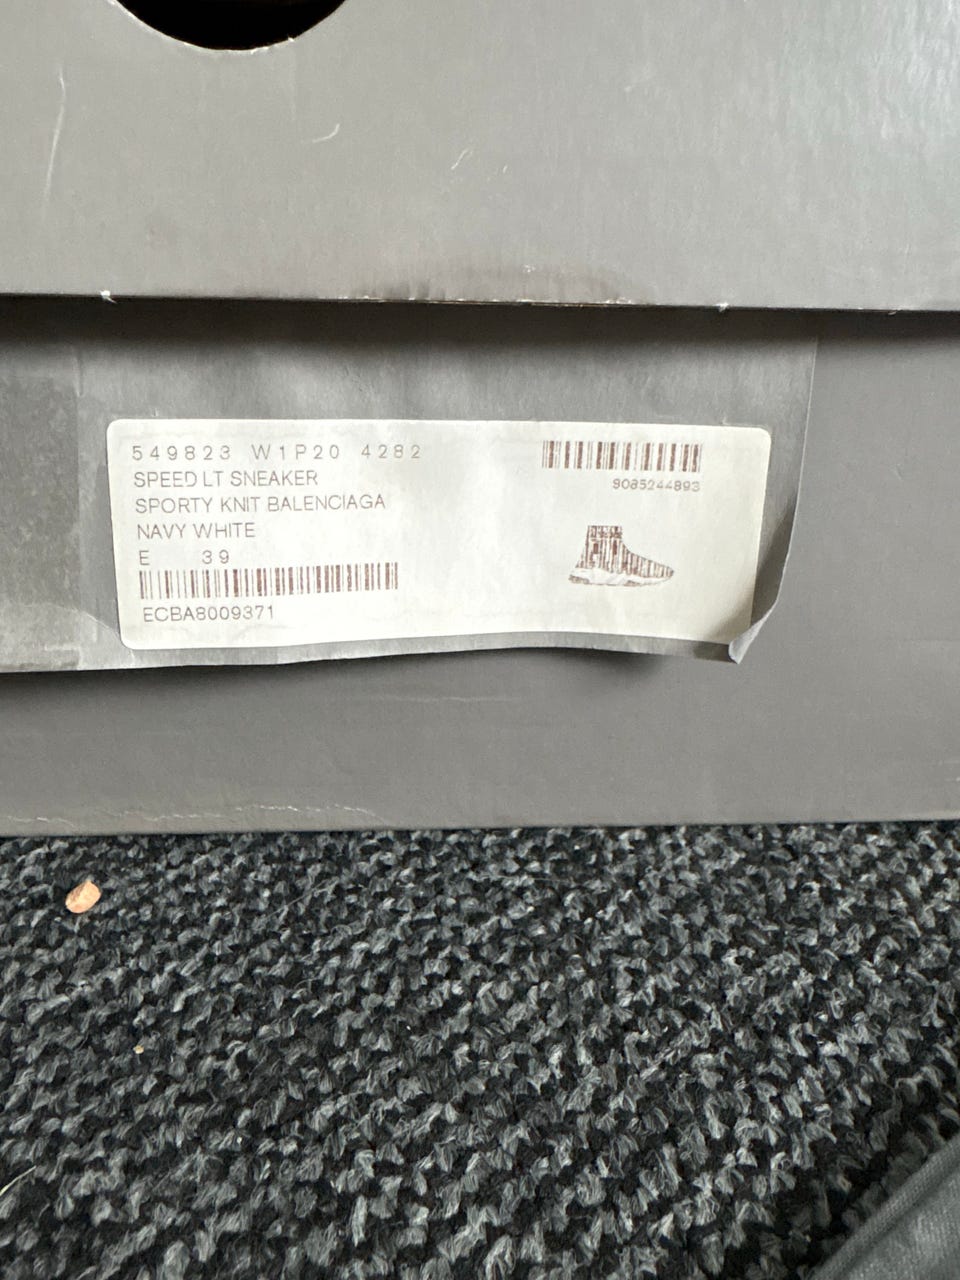 549823 W1P20 4282
SPEED LT SNEAKER
SPORTY KNIT BALENCIAGA
NAVY WHITE
E 39
ECBA8009371
9085244893